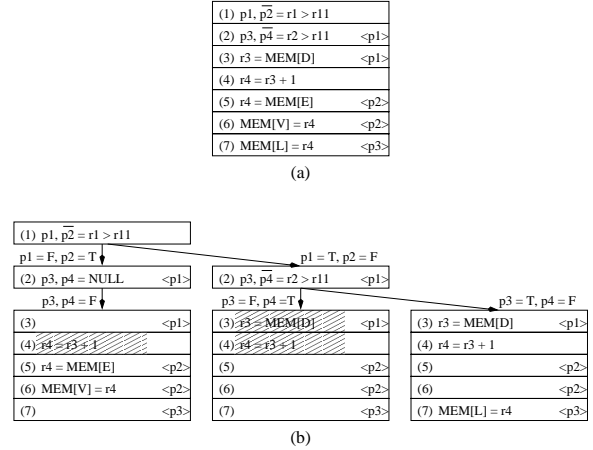 (1) p1, p̅2̅ = r1 > r11
(2) p3, p̅4̅ = r2 > r11 <p1>
(3) r3 = MEM[D] <p1>
(4) r4 = r3 + 1
(5) r4 = MEM[E] <p2>
(6) MEM[V] = r4 <p2>
(7) MEM[L] = r4 <p3>
(a)
(1) p1, p̅2̅ = r1 > r11
p1 = F, p2 = T
p1 = T, p2 = F
(2) p3, p4 = NULL <p1>
(2) p3, p̅4̅ = r2 > r11 <p1>
p3, p4 = F
p3 = F, p4 =T
p3 = T, p4 = F
(3) <p1>
(4) r4 = r3 + 1
(5) r4 = MEM[E] <p2>
(6) MEM[V] = r4 <p2>
(7) <p3>
(3) r3 = MEM[D] <p1>
(4) r4 = r3 + 1
(5) <p2>
(6) <p2>
(7) <p3>
(3) r3 = MEM[D] <p1>
(4) r4 = r3 + 1
(5) <p2>
(6) <p2>
(7) MEM[L] = r4 <p3>
(b)